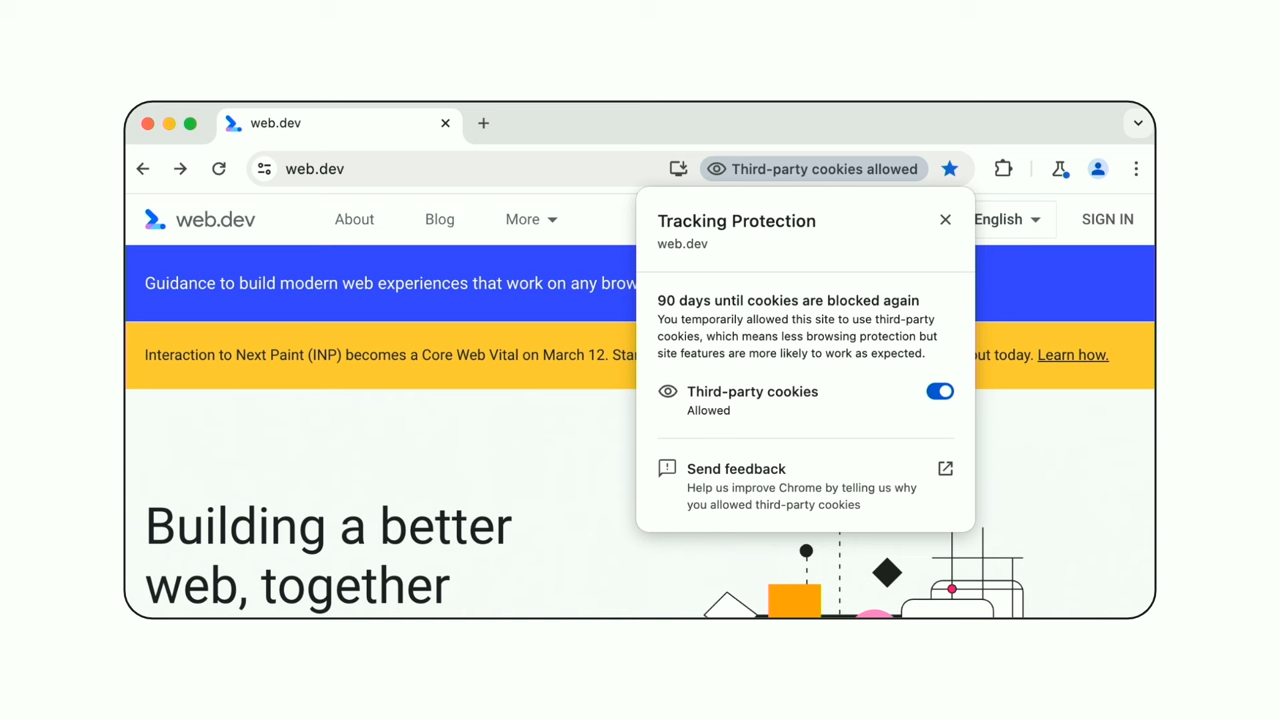 web.dev
web.dev
Third-party cookies allowed
web.dev
About
Blog
More
English
SIGN IN
Guidance to build modern web experiences that work on any brow
Interaction to Next Paint (INP) becomes a Core Web Vital on March 12. Star
out today. Learn how.
Tracking Protection
web.dev
90 days until cookies are blocked again
You temporarily allowed this site to use third-party
cookies, which means less browsing protection but
site features are more likely to work as expected.
Third-party cookies
Allowed
Send feedback
Help us improve Chrome by telling us why
you allowed third-party cookies
Building a better
web, together